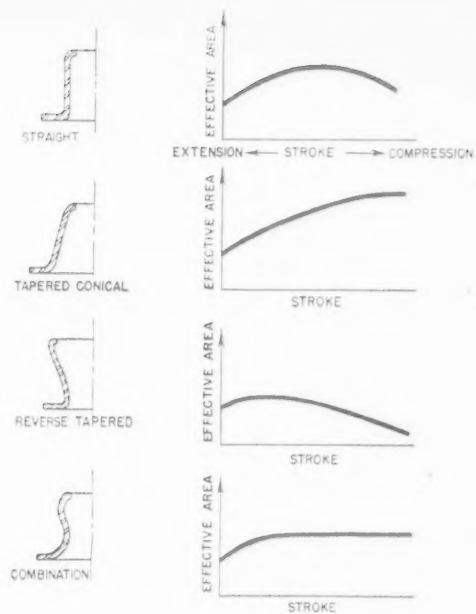 STRAIGHT
EFFECTIVE AREA
EXTENSION STROKE COMPRESSION
TAPERED CONICAL
EFFECTIVE AREA
STROKE
REVERSE TAPERED
EFFECTIVE AREA
STROKE
COMBINATION
EFFECTIVE AREA
STROKE